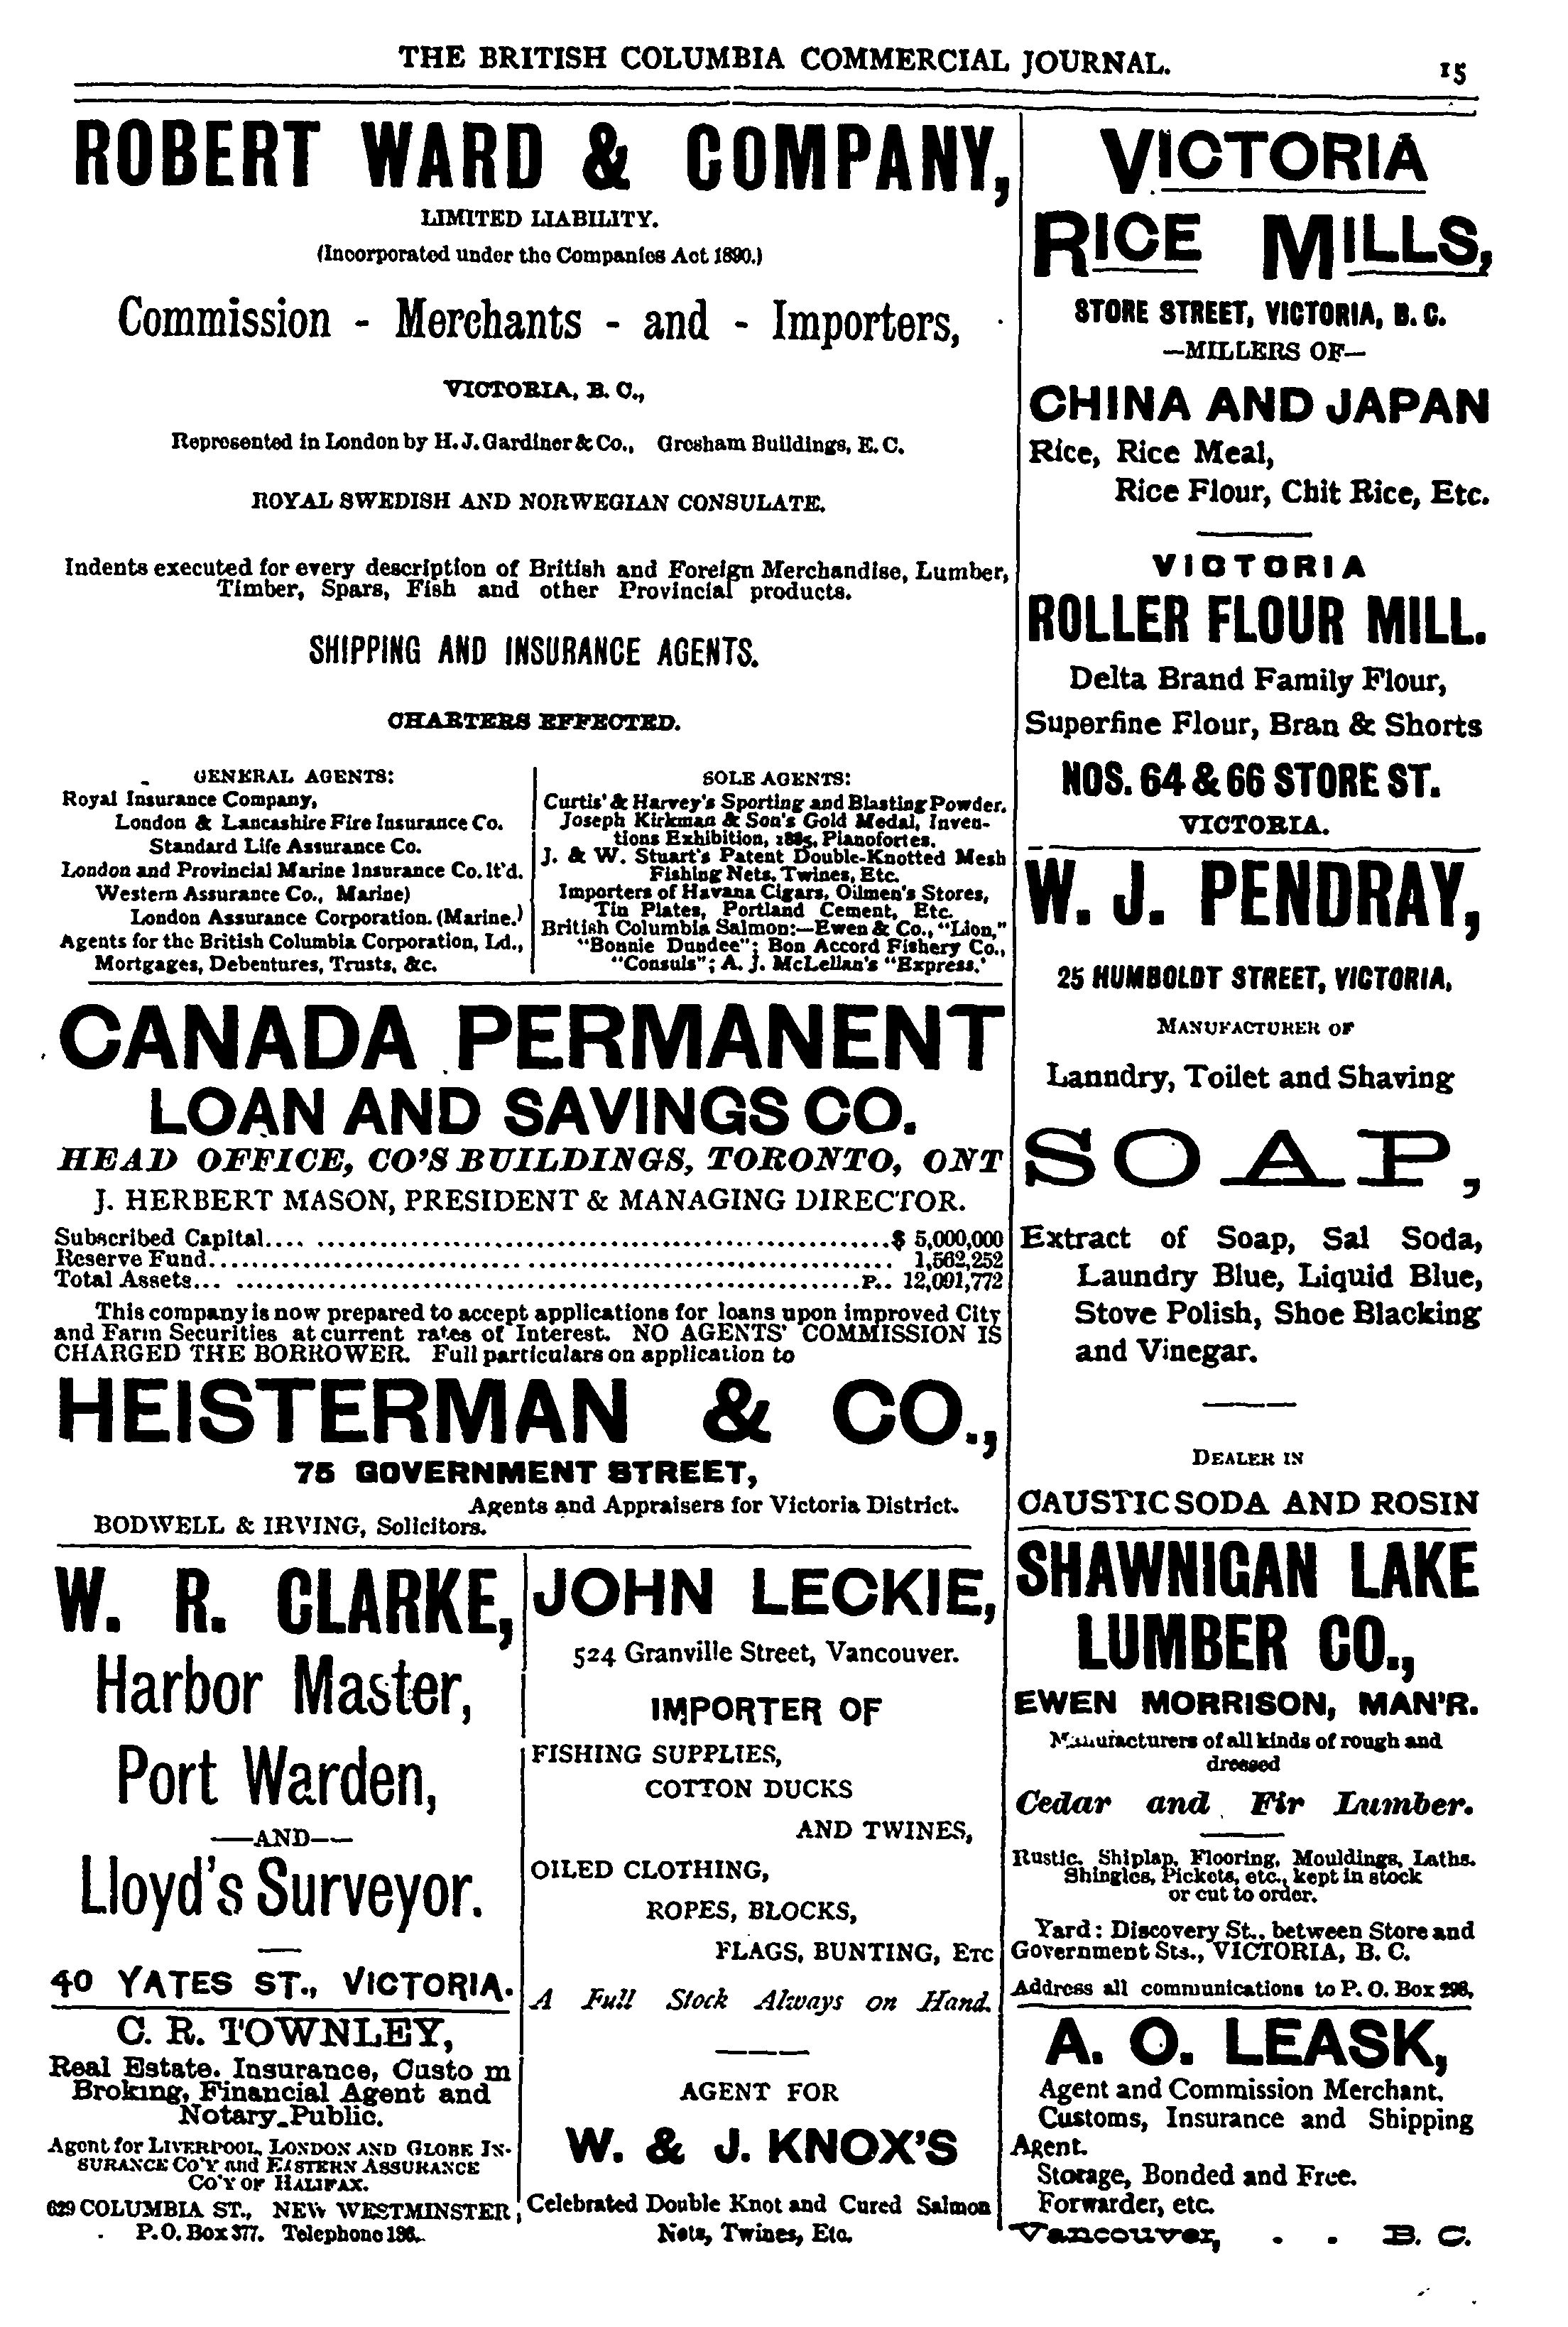 THE BRITISH COLUMBIA COMMERCIAL JOURNAL.
15
ROBERT WARD & COMPANY,
LIMITED LIABILITY.
(Incorporated under the Companies Act 1890.)
Commission - Merchants - and - Importers,
VICTORIA, B. C.,
Represented in London by H. J. Gardiner & Co., Gresham Buildings, E. C.
ROYAL SWEDISH AND NORWEGIAN CONSULATE.
Indents executed for every description of British and Foreign Merchandise, Lumber,
Timber, Spars, Fish and other Provincial products.
SHIPPING AND INSURANCE AGENTS.
CHARTERS EFFECTED.
GENERAL AGENTS:
Royal Insurance Company,
London & Lancashire Fire Insurance Co.
Standard Life Assurance Co.
London and Provincial Marine Insurance Co. lt'd.
Western Assurance Co., Marine)
London Assurance Corporation. (Marine.)
Agents for the British Columbia Corporation, Ld.,
Mortgages, Debentures, Trusts, &c.
SOLE AGENTS:
Curtis' & Harvey's Sporting and Blasting Powder.
Joseph Kirkman & Son's Gold Medal, Inven-
tions Exhibition, 1885, Pianofortes.
J. & W. Stuart's Patent Double-Knotted Mesh
Fishing Nets, Twines, Etc.
Importers of Havana Cigars, Oilmen's Stores,
Tin Plates, Portland Cement, Etc.
British Columbia Salmon:—Ewen & Co., "Lion,"
"Bonnie Dundee"; Bon Accord Fishery Co.,
"Consuls"; A. J. McLellan's "Express.'
CANADA PERMANENT
LOAN AND SAVINGS CO.
HEAD OFFICE, CO'S BUILDINGS, TORONTO, ONT
J. HERBERT MASON, PRESIDENT & MANAGING DIRECTOR.
Subscribed Capital.... ........$ 5,000,000
Reserve Fund........ 1,562,252
Total Assets... ........P.. 12,091,772
This company is now prepared to accept applications for loans upon improved City
and Farm Securities at current rates of Interest. NO AGENTS' COMMISSION IS
CHARGED THE BORROWER. Full particulars on application to
HEISTERMAN & CO.,
75 GOVERNMENT STREET,
Agents and Appraisers for Victoria District.
BODWELL & IRVING, Solicitors.
W. R. CLARKE,
Harbor Master,
Port Warden,
—AND—
Lloyd's Surveyor.
40 YATES ST., VICTORIA.
C. R. TOWNLEY,
Real Estate. Insurance, Custo m
Broking, Financial Agent and
Notary Public.
Agent for LIVERPOOL, LONDON AND GLOBE IN-
SURANCE CO'Y and EASTERN ASSURANCE
CO'Y OF HALIFAX.
629 COLUMBIA ST., NEW WESTMINSTER,
P. O. Box 377. Telephone 196.
JOHN LECKIE,
524 Granville Street, Vancouver.
IMPORTER OF
FISHING SUPPLIES,
COTTON DUCKS
AND TWINES,
OILED CLOTHING,
ROPES, BLOCKS,
FLAGS, BUNTING, ETC
A Full Stock Always on Hand.
AGENT FOR
W. & J. KNOX'S
Celebrated Double Knot and Cured Salmon
Nets, Twines, Etc.
VICTORIA
RICE MILLS,
STORE STREET, VICTORIA, B. C.
—MILLERS OF—
CHINA AND JAPAN
Rice, Rice Meal,
Rice Flour, Chit Rice, Etc.
VICTORIA
ROLLER FLOUR MILL.
Delta Brand Family Flour,
Superfine Flour, Bran & Shorts
NOS. 64 & 66 STORE ST.
VICTORIA.
W. J. PENDRAY,
25 HUMBOLDT STREET, VICTORIA,
MANUFACTURER OF
Lanndry, Toilet and Shaving
SOAP,
Extract of Soap, Sal Soda,
Laundry Blue, Liquid Blue,
Stove Polish, Shoe Blacking
and Vinegar.
DEALER IN
CAUSTIC SODA AND ROSIN
SHAWNIGAN LAKE
LUMBER CO.,
EWEN MORRISON, MAN'R.
Manufacturers of all kinds of rough and
dressed
Cedar and Fir Lumber.
Rustic. Shiplap, Flooring, Mouldings, Laths.
Shingles, Pickets, etc., kept in stock
or cut to order.
Yard: Discovery St., between Store and
Government Sts., VICTORIA, B. C.
Address all communications to P. O. Box 298,
A. O. LEASK,
Agent and Commission Merchant.
Customs, Insurance and Shipping
Agent.
Storage, Bonded and Free.
Forwarder, etc.
Vancouver, . . B. C.